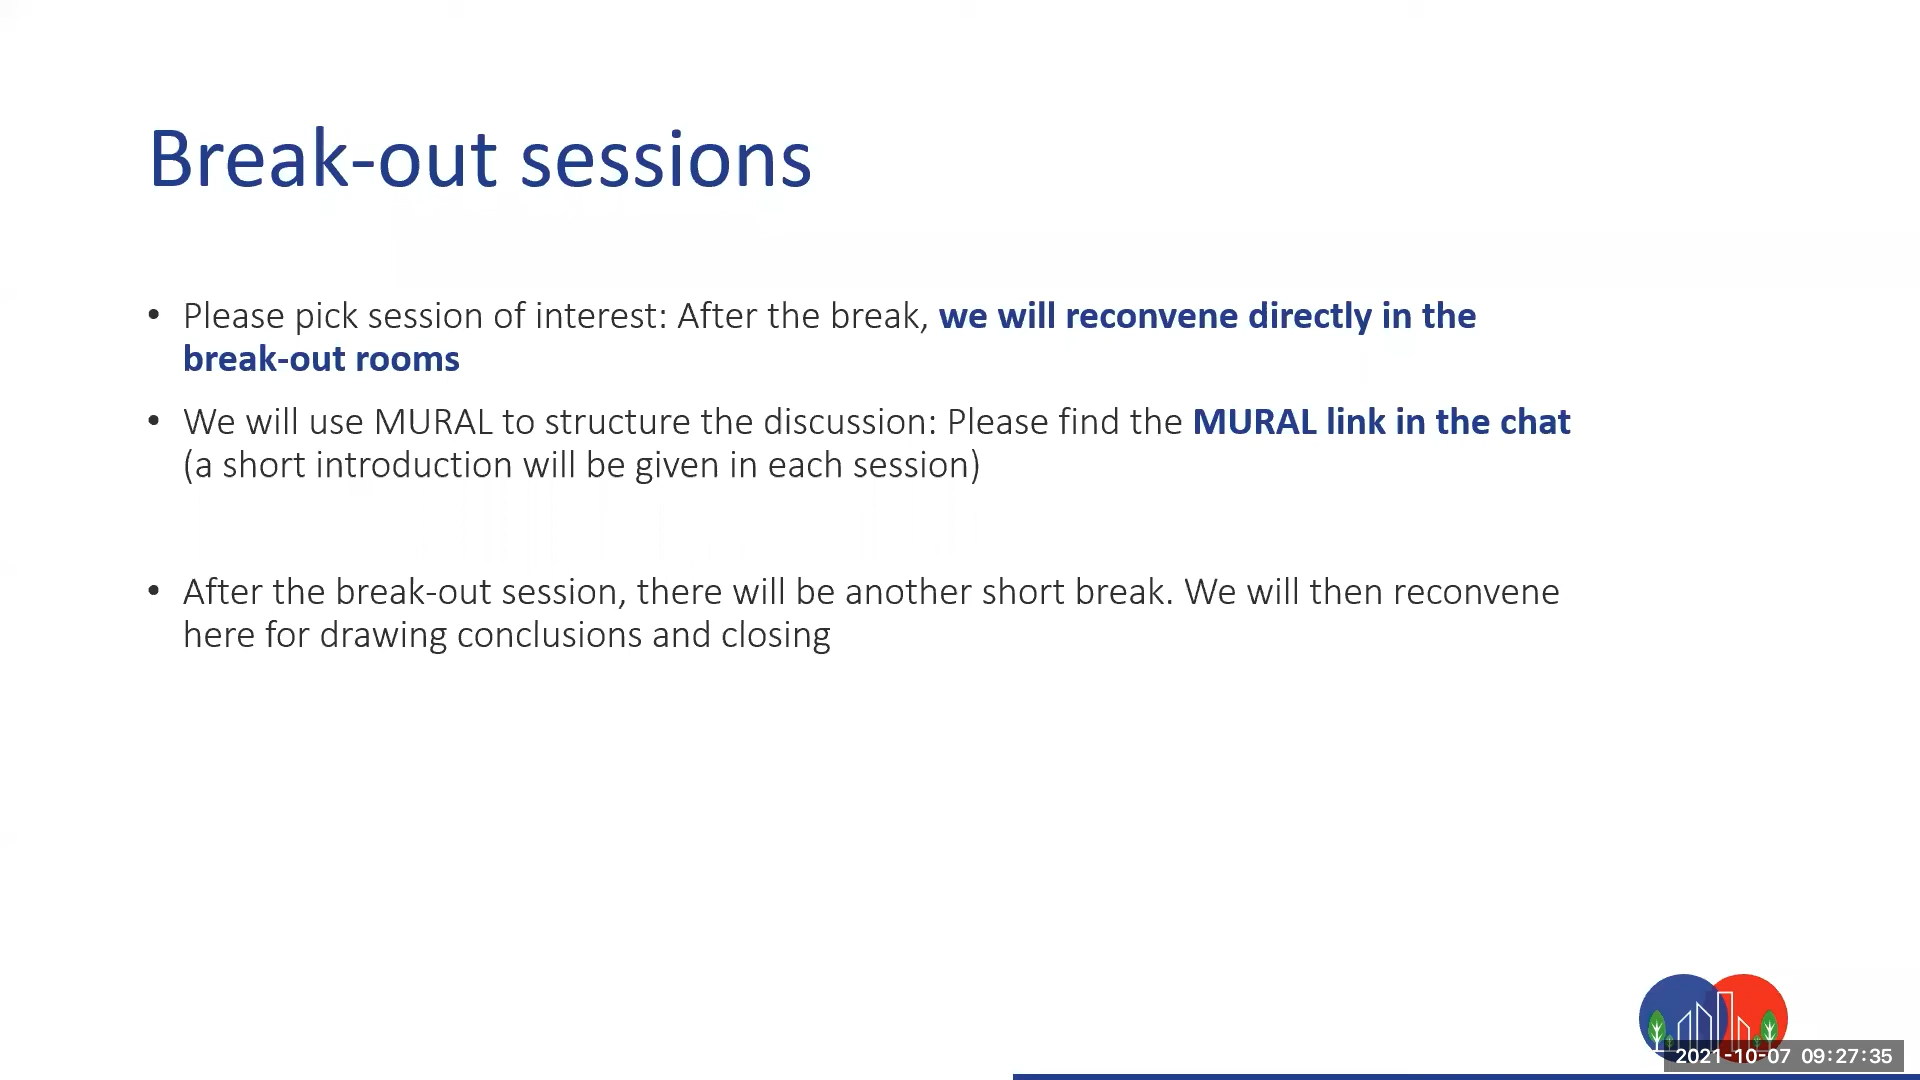 Break-out sessions
• Please pick session of interest: After the break, we will reconvene directly in the
break-out rooms
• We will use MURAL to structure the discussion: Please find the MURAL link in the chat
(a short introduction will be given in each session)
• After the break-out session, there will be another short break. We will then reconvene
here for drawing conclusions and closing
2021-10-07 09:27:35